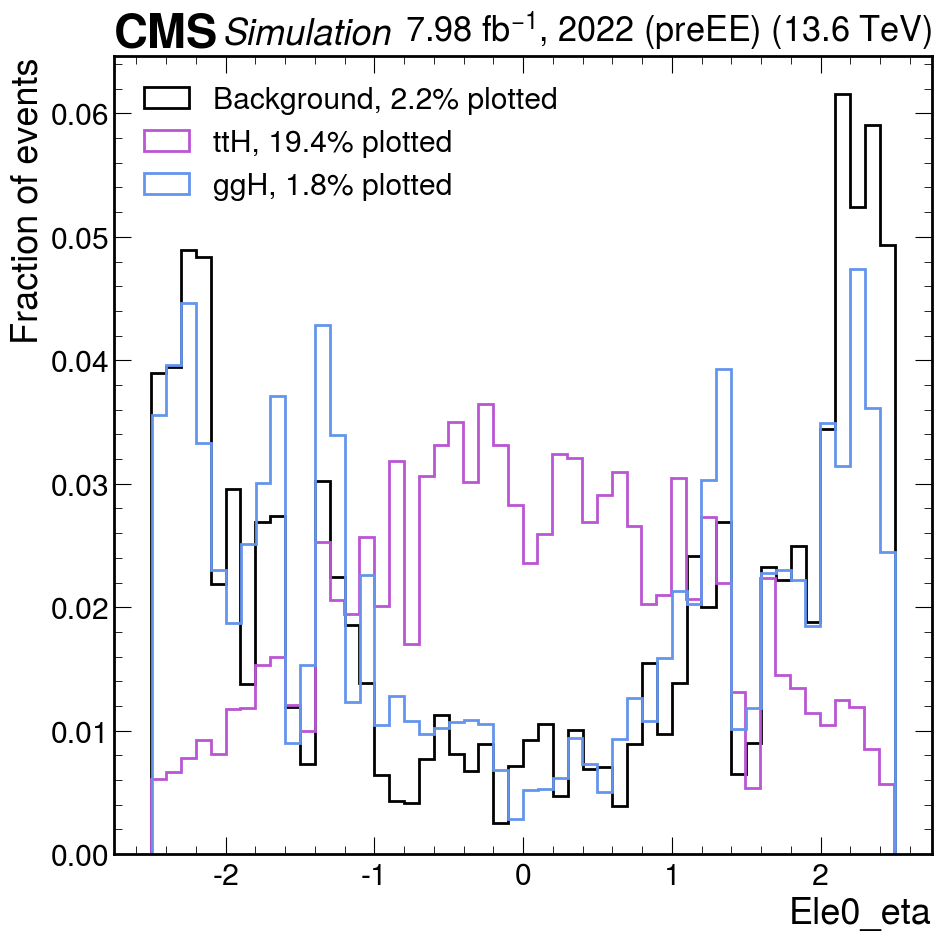 CMS Simulation 7.98 fb⁻¹, 2022 (preEE) (13.6 TeV)
Fraction of events
Background, 2.2% plotted
ttH, 19.4% plotted
ggH, 1.8% plotted
0.06
0.05
0.04
0.03
0.02
0.01
0.00
-2 -1 0 1 2
Ele0_eta